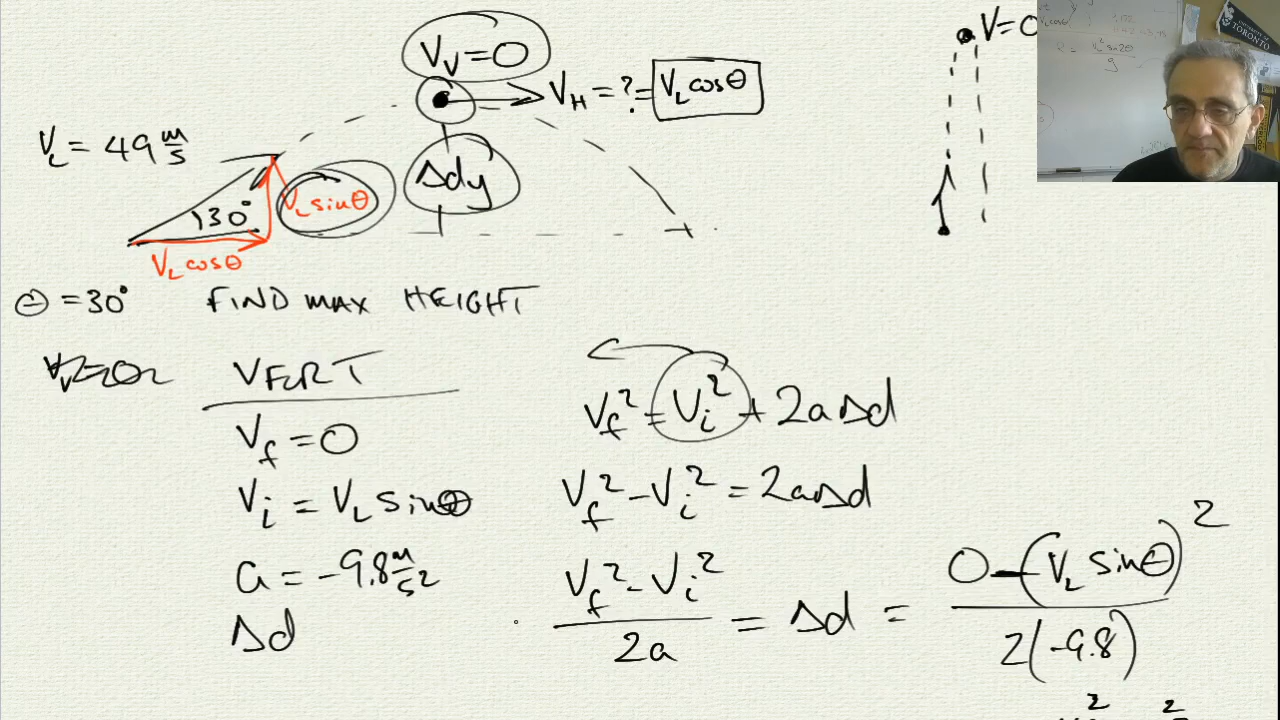 V_V = 0
V = 0
V_H = ? = V_L cosθ
V_L = 49 m/s
Δdy
30°
V_L sinθ
V_L cosθ
θ = 30° FIND MAX HEIGHT
VERT
V_f² = V_i² + 2aΔd
V_f = 0
V_f² - V_i² = 2aΔd
V_i = V_L sinθ
a = -9.8 m/s²
(V_f² - V_i²) / 2a = Δd = 0 - (V_L sinθ)² / 2(-9.8)
Δd
TORONTO